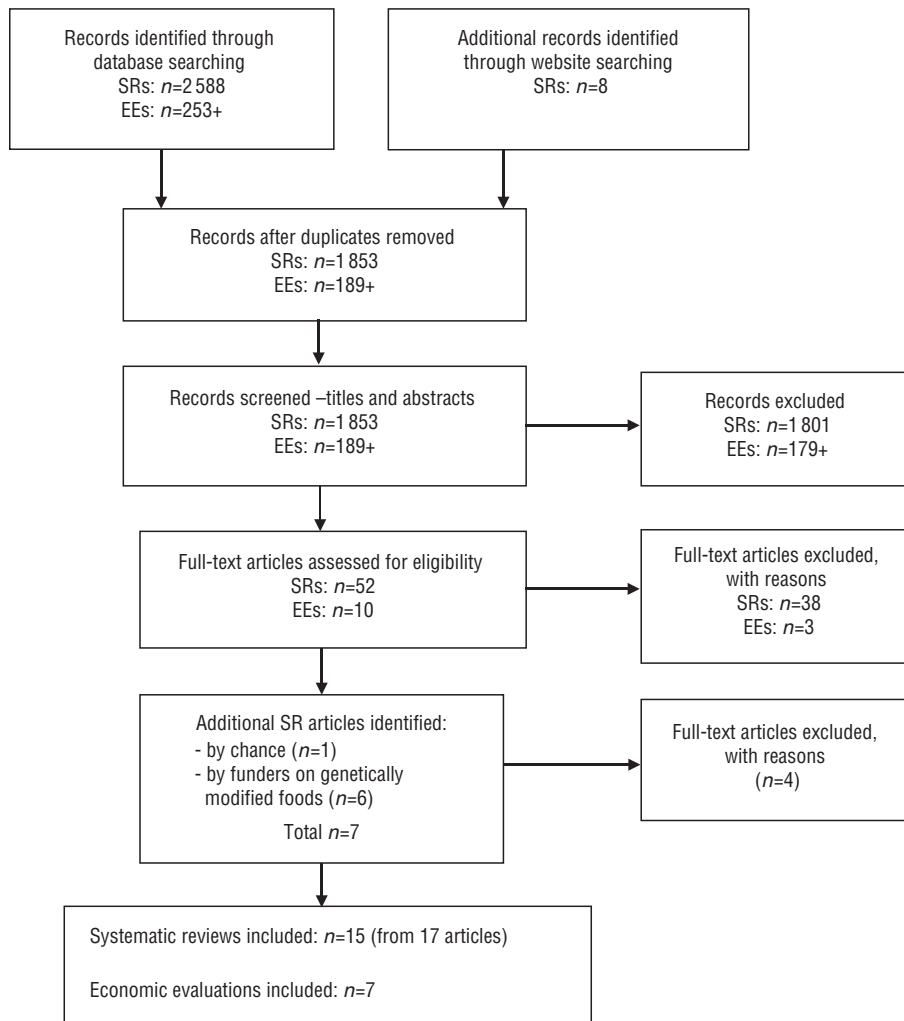 Records identified through
database searching
SRs: n=2 588
EEs: n=253+
Additional records identified
through website searching
SRs: n=8
Records after duplicates removed
SRs: n=1 853
EEs: n=189+
Records screened –titles and abstracts
SRs: n=1 853
EEs: n=189+
Records excluded
SRs: n=1 801
EEs: n=179+
Full-text articles assessed for eligibility
SRs: n=52
EEs: n=10
Full-text articles excluded,
with reasons
SRs: n=38
EEs: n=3
Additional SR articles identified:
- by chance (n=1)
- by funders on genetically
modified foods (n=6)
Total n=7
Full-text articles excluded,
with reasons
(n=4)
Systematic reviews included: n=15 (from 17 articles)
Economic evaluations included: n=7